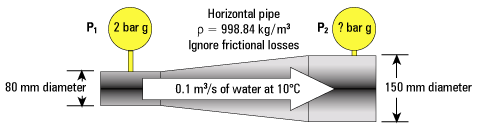 Horizontal pipe
P₁ 2 bar g ρ = 998.84 kg/m³ P₂ ? bar g
Ignore frictional losses
80 mm diameter 0.1 m³/s of water at 10°C 150 mm diameter